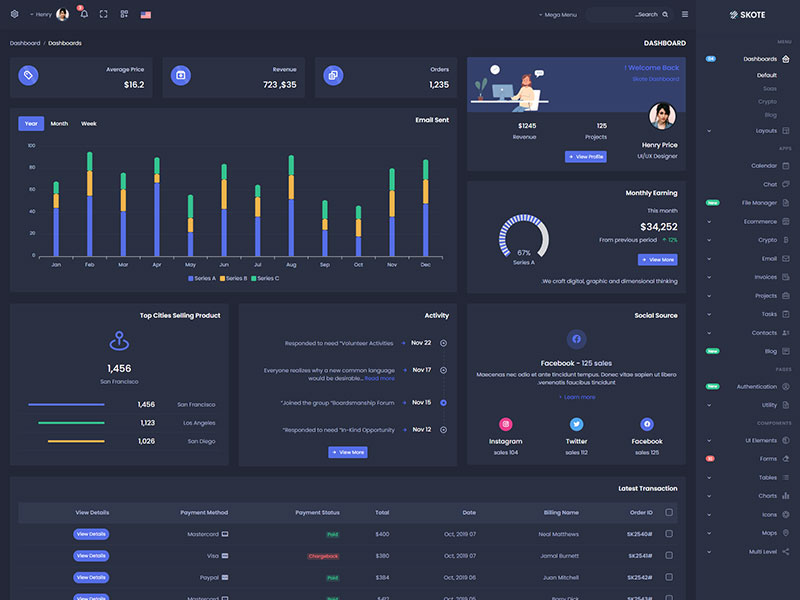 Henry
3
Mega Menu
...Search
SKOTE
Dashboard / Dashboards
DASHBOARD
Average Price
$16.2
Revenue
723 ,$35
Orders
1,235
! Welcome Back
Skote Dashboard
$1245
Revenue
125
Projects
View Profile
Henry Price
UI/UX Designer
Year
Month
Week
Email Sent
100
80
60
40
20
0
Jan
Feb
Mar
Apr
May
Jun
Jul
Aug
Sep
Oct
Nov
Dec
Series A
Series B
Series C
Monthly Earning
This month
$34,252
From previous period
12%
View More
67%
Series A
.We craft digital, graphic and dimensional thinking
Top Cities Selling Product
1,456
San Francisco
1,456
San Francisco
1,123
Los Angeles
1,026
San Diego
Activity
Responded to need "Volunteer Activities
Nov 22
Everyone realizes why a new common language
would be desirable... Read more
Nov 17
"Joined the group "Boardsmanship Forum
Nov 15
"Responded to need "In-Kind Opportunity
Nov 12
View More
Social Source
Facebook - 125 sales
Maecenas nec odio et ante tincidunt tempus. Donec vitae sapien ut libero
.venenatis faucibus tincidunt
Learn more
Instagram
sales 104
Twitter
sales 112
Facebook
sales 125
Latest Transaction
View Details
Payment Method
Payment Status
Total
Date
Billing Name
Order ID
View Details
Mastercard
Paid
$400
Oct, 2019 07
Neal Matthews
SK2540#
View Details
Visa
Chargeback
$380
Oct, 2019 07
Jamal Burnett
SK2541#
View Details
Paypal
Paid
$384
Oct, 2019 06
Juan Mitchell
SK2542#
View Details
Mastercard
Paid
$412
Oct, 2019 05
Barry Dick
SK2543#
MENU
Dashboards
Default
Saas
Crypto
Blog
Layouts
APPS
Calendar
Chat
New
File Manager
Ecommerce
Crypto
Email
Invoices
Projects
Tasks
Contacts
New
Blog
PAGES
New
Authentication
Utility
COMPONENTS
UI Elements
Forms
Tables
Charts
Icons
Maps
Multi Level